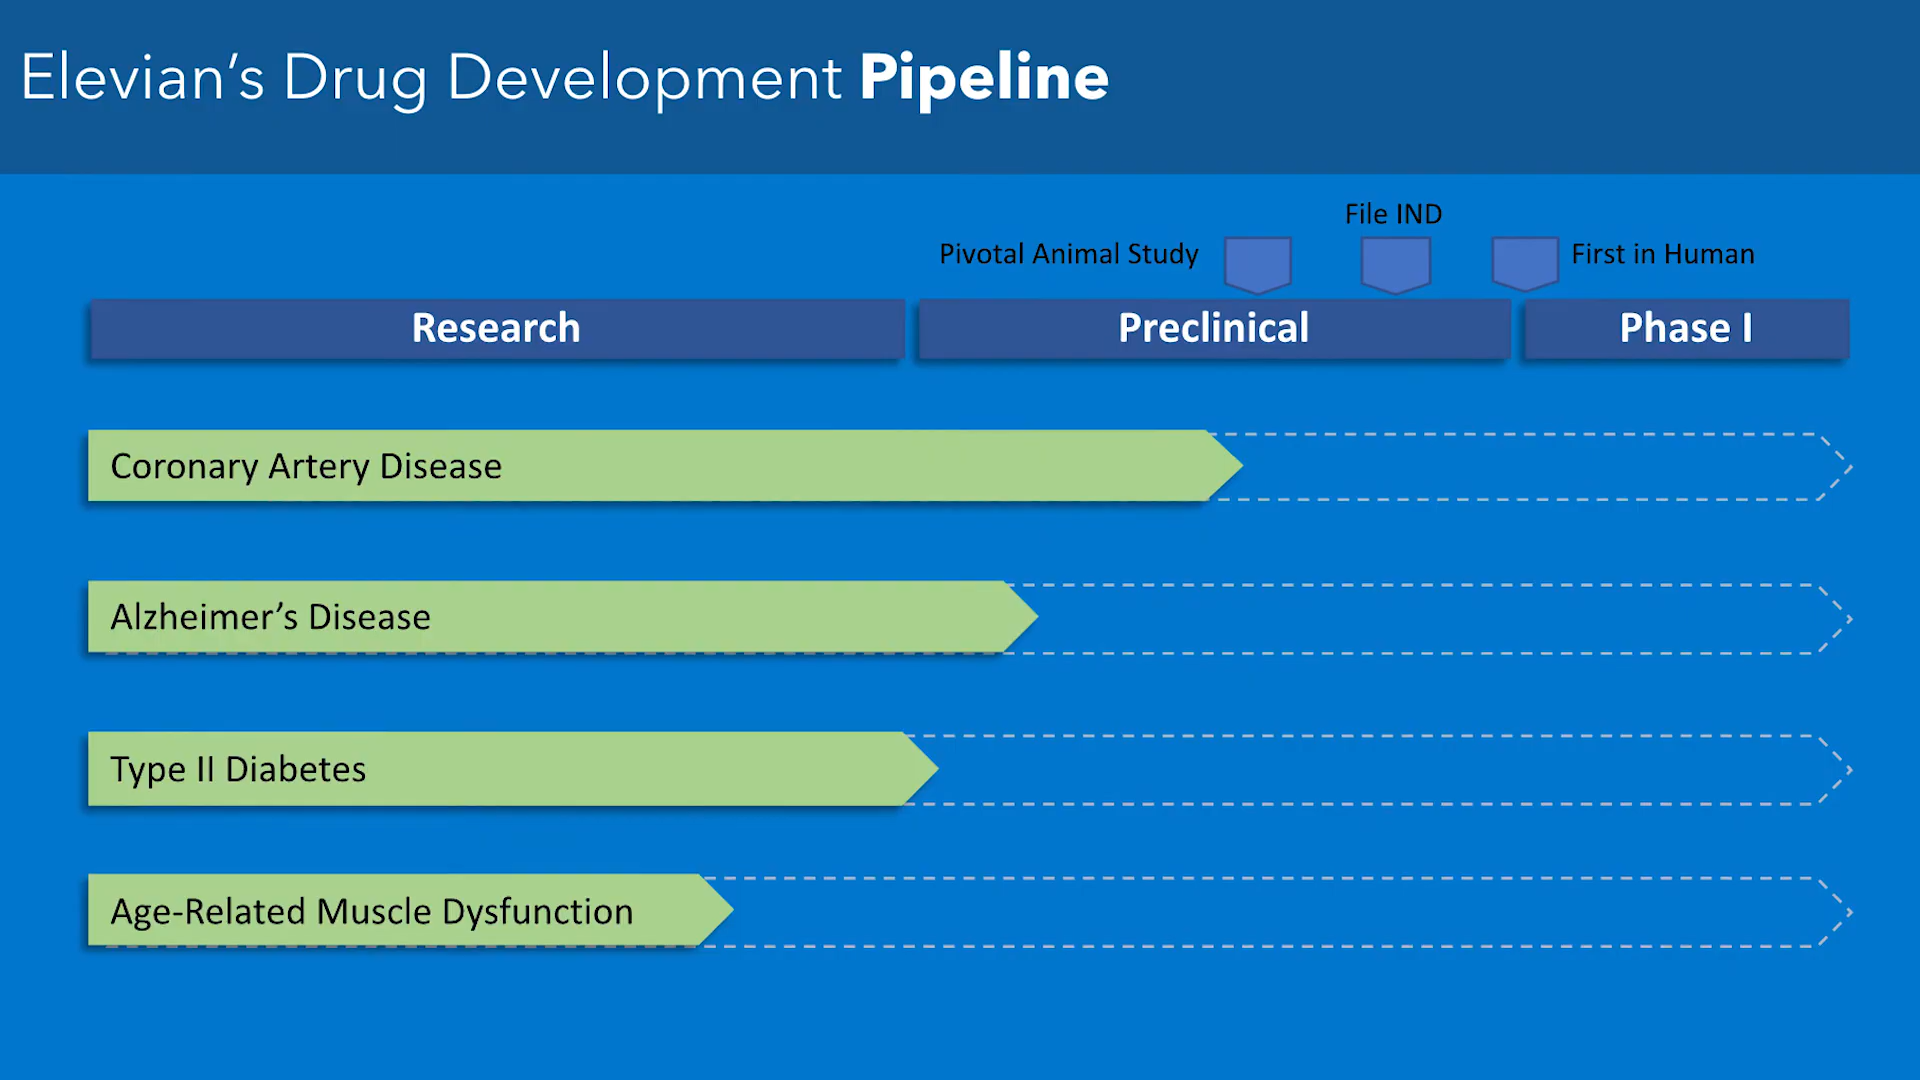 Elevian’s Drug Development Pipeline
File IND
Pivotal Animal Study
First in Human
Research
Preclinical
Phase I
Coronary Artery Disease
Alzheimer’s Disease
Type II Diabetes
Age-Related Muscle Dysfunction